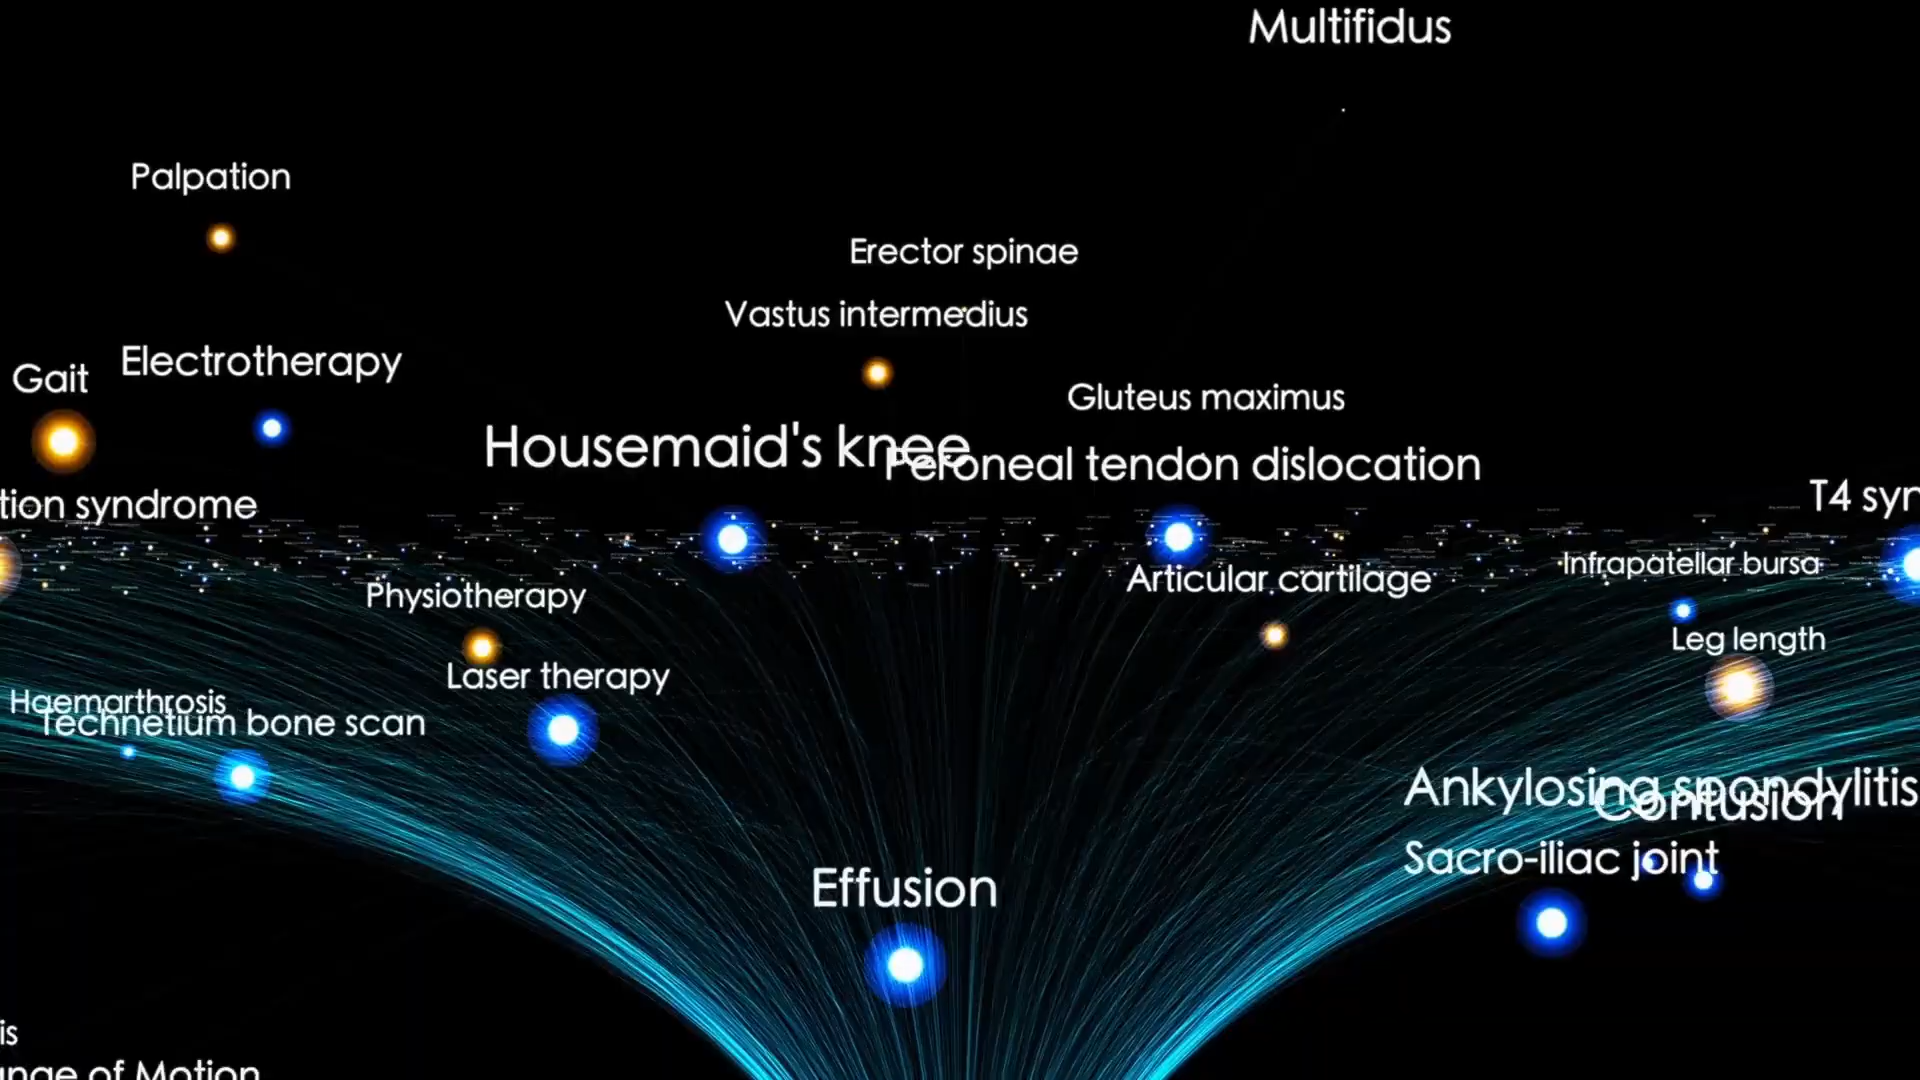 Multifidus
Palpation
Erector spinae
Vastus intermedius
Electrotherapy
Gait
Gluteus maximus
Housemaid's knee
Peroneal tendon dislocation
T4 syn
tion syndrome
Infrapatellar bursa
Articular cartilage
Physiotherapy
Leg length
Laser therapy
Haemarthrosis
Technetium bone scan
Ankylosing spondylitis
Contusion
Sacro-iliac joint
Effusion
is
nge of Motion